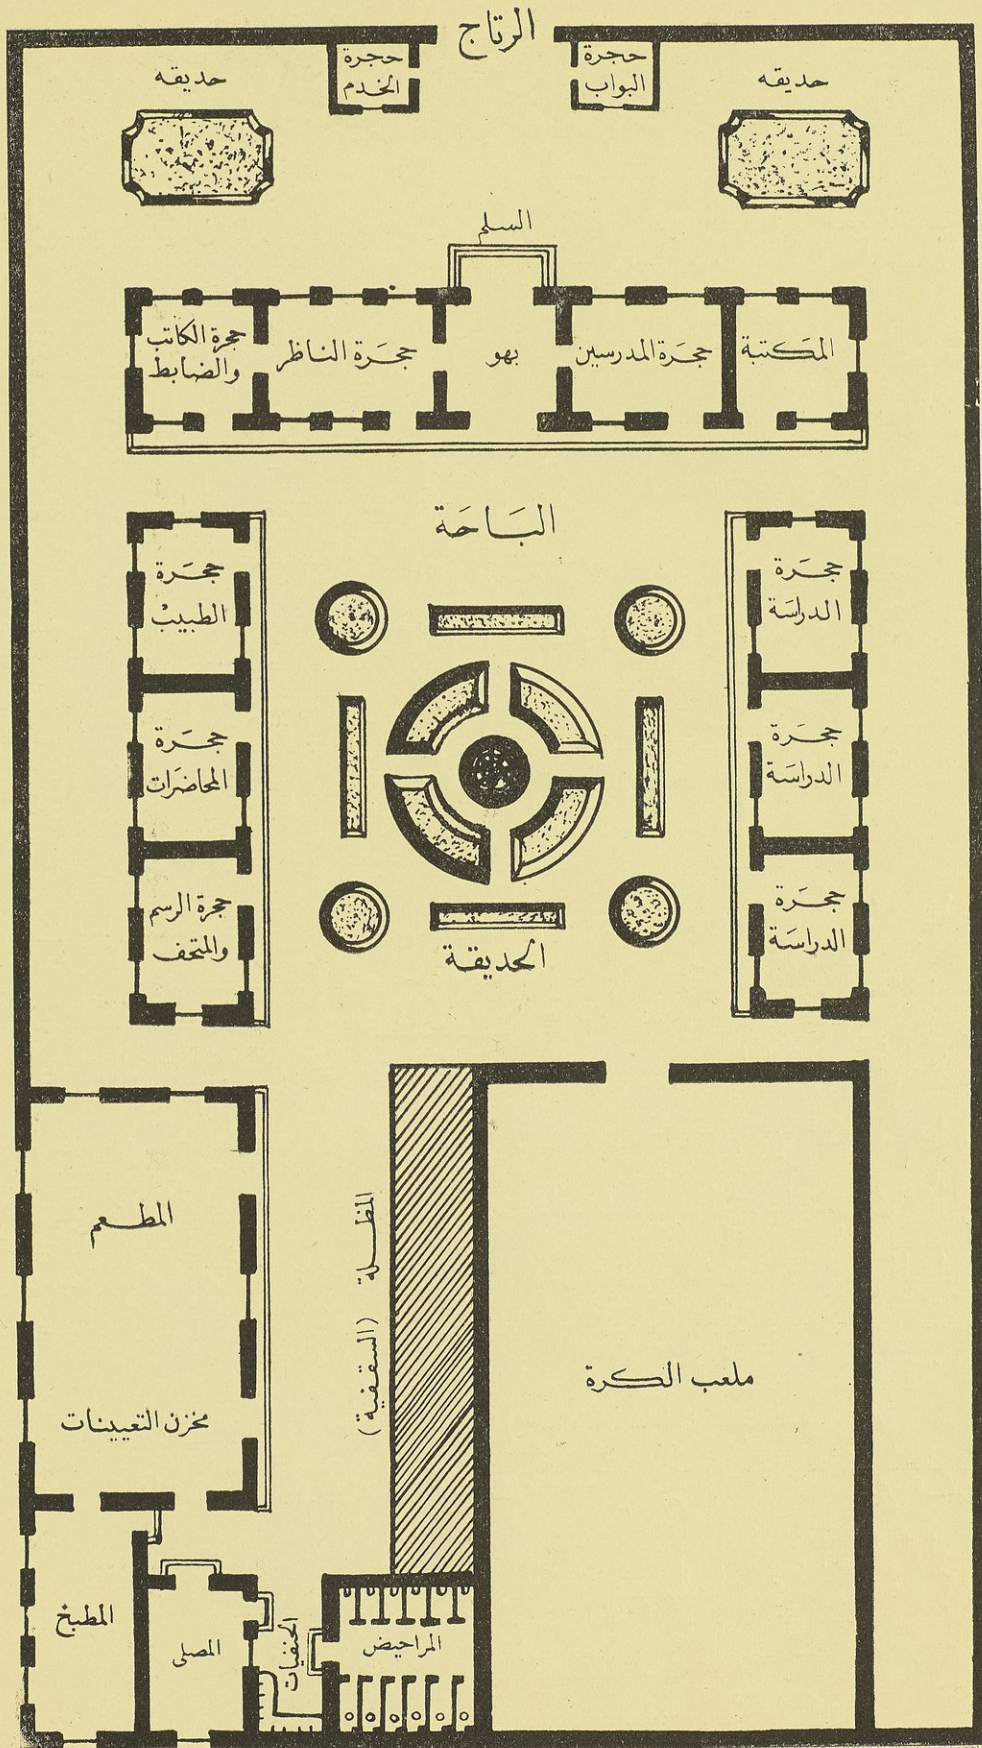 الرتاج
حجرة
البواب
حجرة
الخدم
حديقه
حديقه
السلم
المكتبة
حجرة المدرسين
بهو
حجرة الناظر
حجرة الكاتب
والضابط
الباحة
حجرة
الدراسة
حجرة
الدراسة
حجرة
الدراسة
حجرة
الطبيب
حجرة
المحاضرات
حجرة الرسم
والمتحف
الحديقة
المطعم
مخزن التعيينات
المظلة (السقفية)
ملعب الكرة
المطبخ
المصلى
الحنفيات
المراحيض